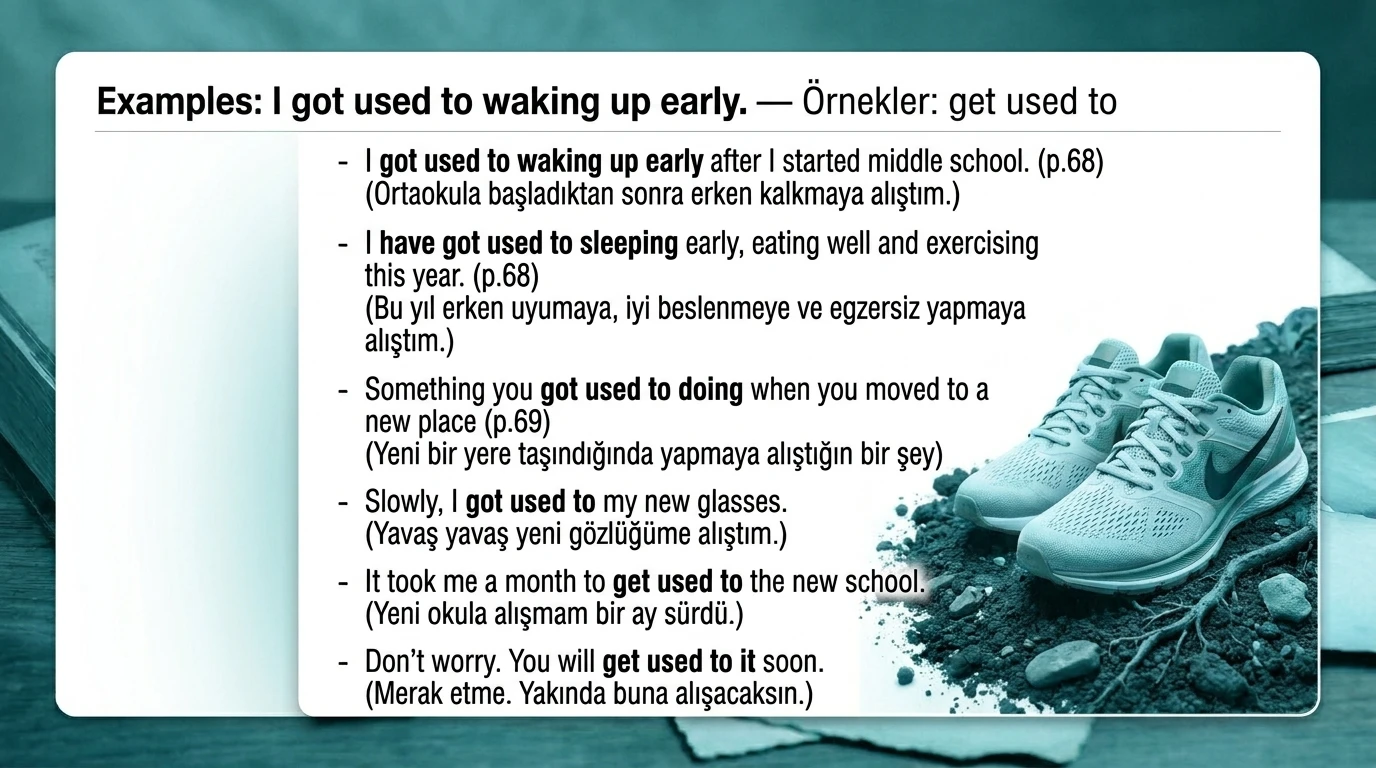 Examples: I got used to waking up early. — Örnekler: get used to
- I got used to waking up early after I started middle school. (p.68)
(Ortaokula başladıktan sonra erken kalkmaya alıştım.)
- I have got used to sleeping early, eating well and exercising
this year. (p.68)
(Bu yıl erken uyumaya, iyi beslenmeye ve egzersiz yapmaya
alıştım.)
- Something you got used to doing when you moved to a
new place (p.69)
(Yeni bir yere taşındığında yapmaya alıştığın bir şey)
- Slowly, I got used to my new glasses.
(Yavaş yavaş yeni gözlüğüme alıştım.)
- It took me a month to get used to the new school.
(Yeni okula alışmam bir ay sürdü.)
- Don’t worry. You will get used to it soon.
(Merak etme. Yakında buna alışacaksın.)